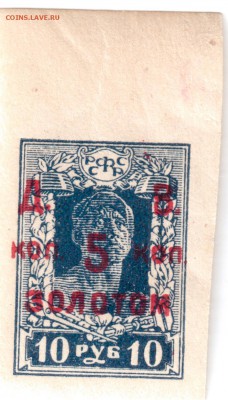 COINS.LAVE.RU
РСФСР
Д. В.
коп. 5 коп.
ЗОЛОТОМ
10 РУБ 10